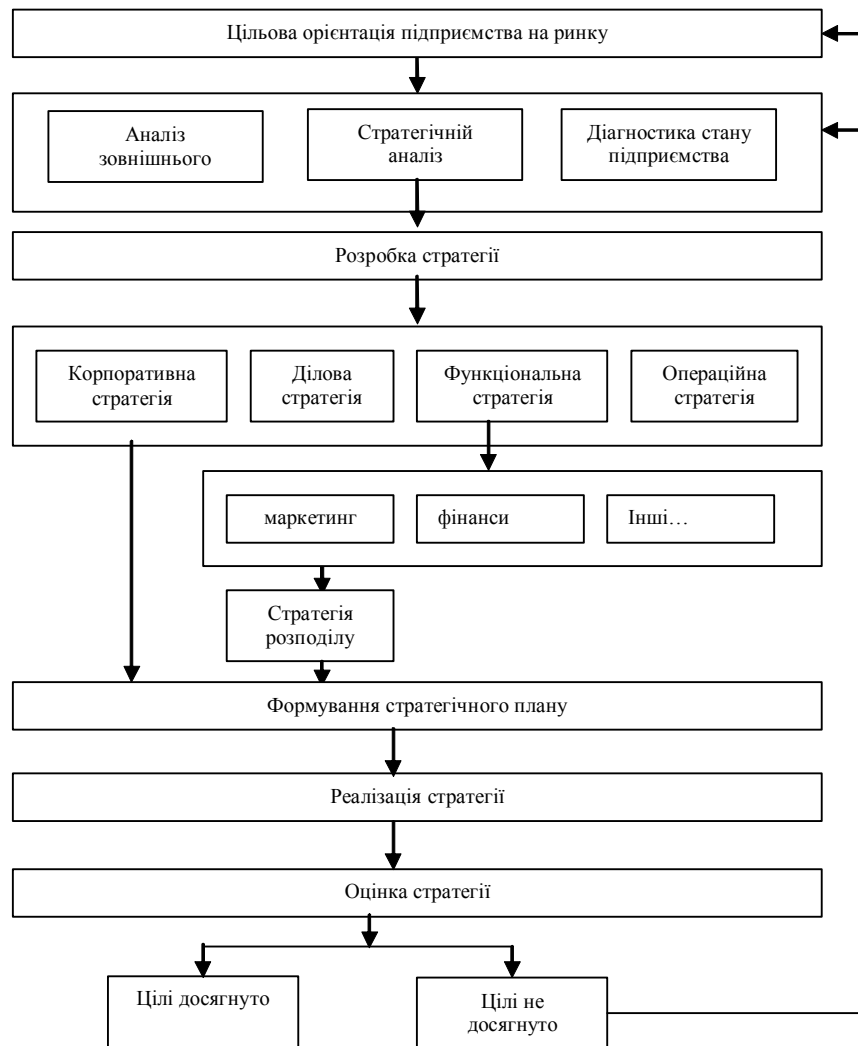 Цільова орієнтація підприємства на ринку
Аналіз
зовнішнього
Стратегічній
аналіз
Діагностика стану
підприємства
Розробка стратегії
Корпоративна
стратегія
Ділова
стратегія
Функціональна
стратегія
Операційна
стратегія
маркетинг
фінанси
Інші…
Стратегія
розподілу
Формування стратегічного плану
Реалізація стратегії
Оцінка стратегії
Цілі досягнуто
Цілі не
досягнуто